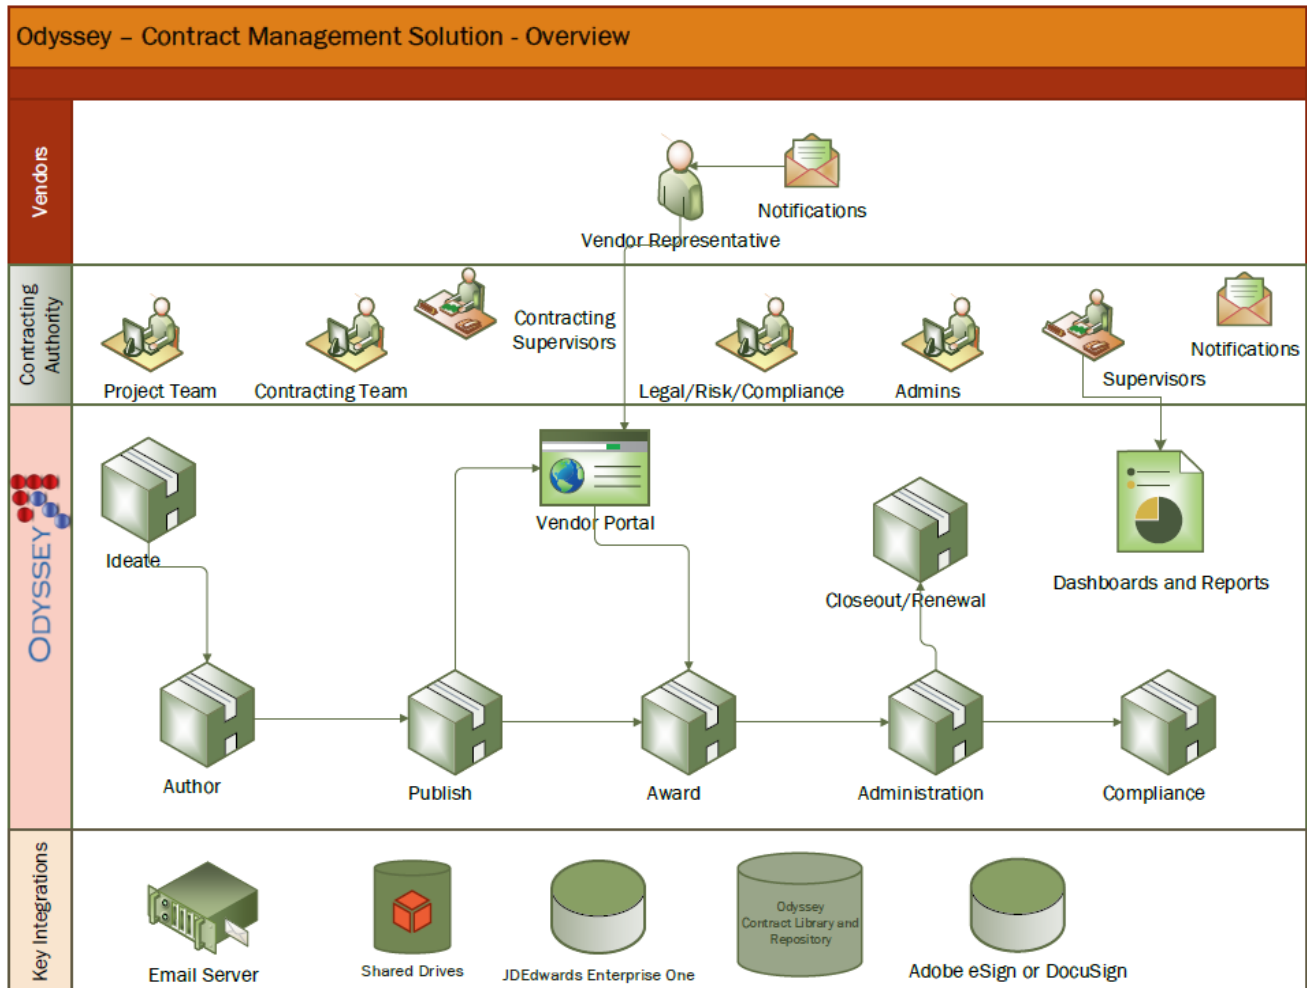 Odyssey – Contract Management Solution - Overview
Vendors
Notifications
Vendor Representative
Contracting
Authority
Project Team
Contracting Team
Contracting
Supervisors
Legal/Risk/Compliance
Admins
Supervisors
Notifications
ODYSSEY
Ideate
Vendor Portal
Closeout/Renewal
Dashboards and Reports
Author
Publish
Award
Administration
Compliance
Key Integrations
Email Server
Shared Drives
JDEdwards Enterprise One
Odyssey
Contract Library and
Repository
Adobe eSign or DocuSign